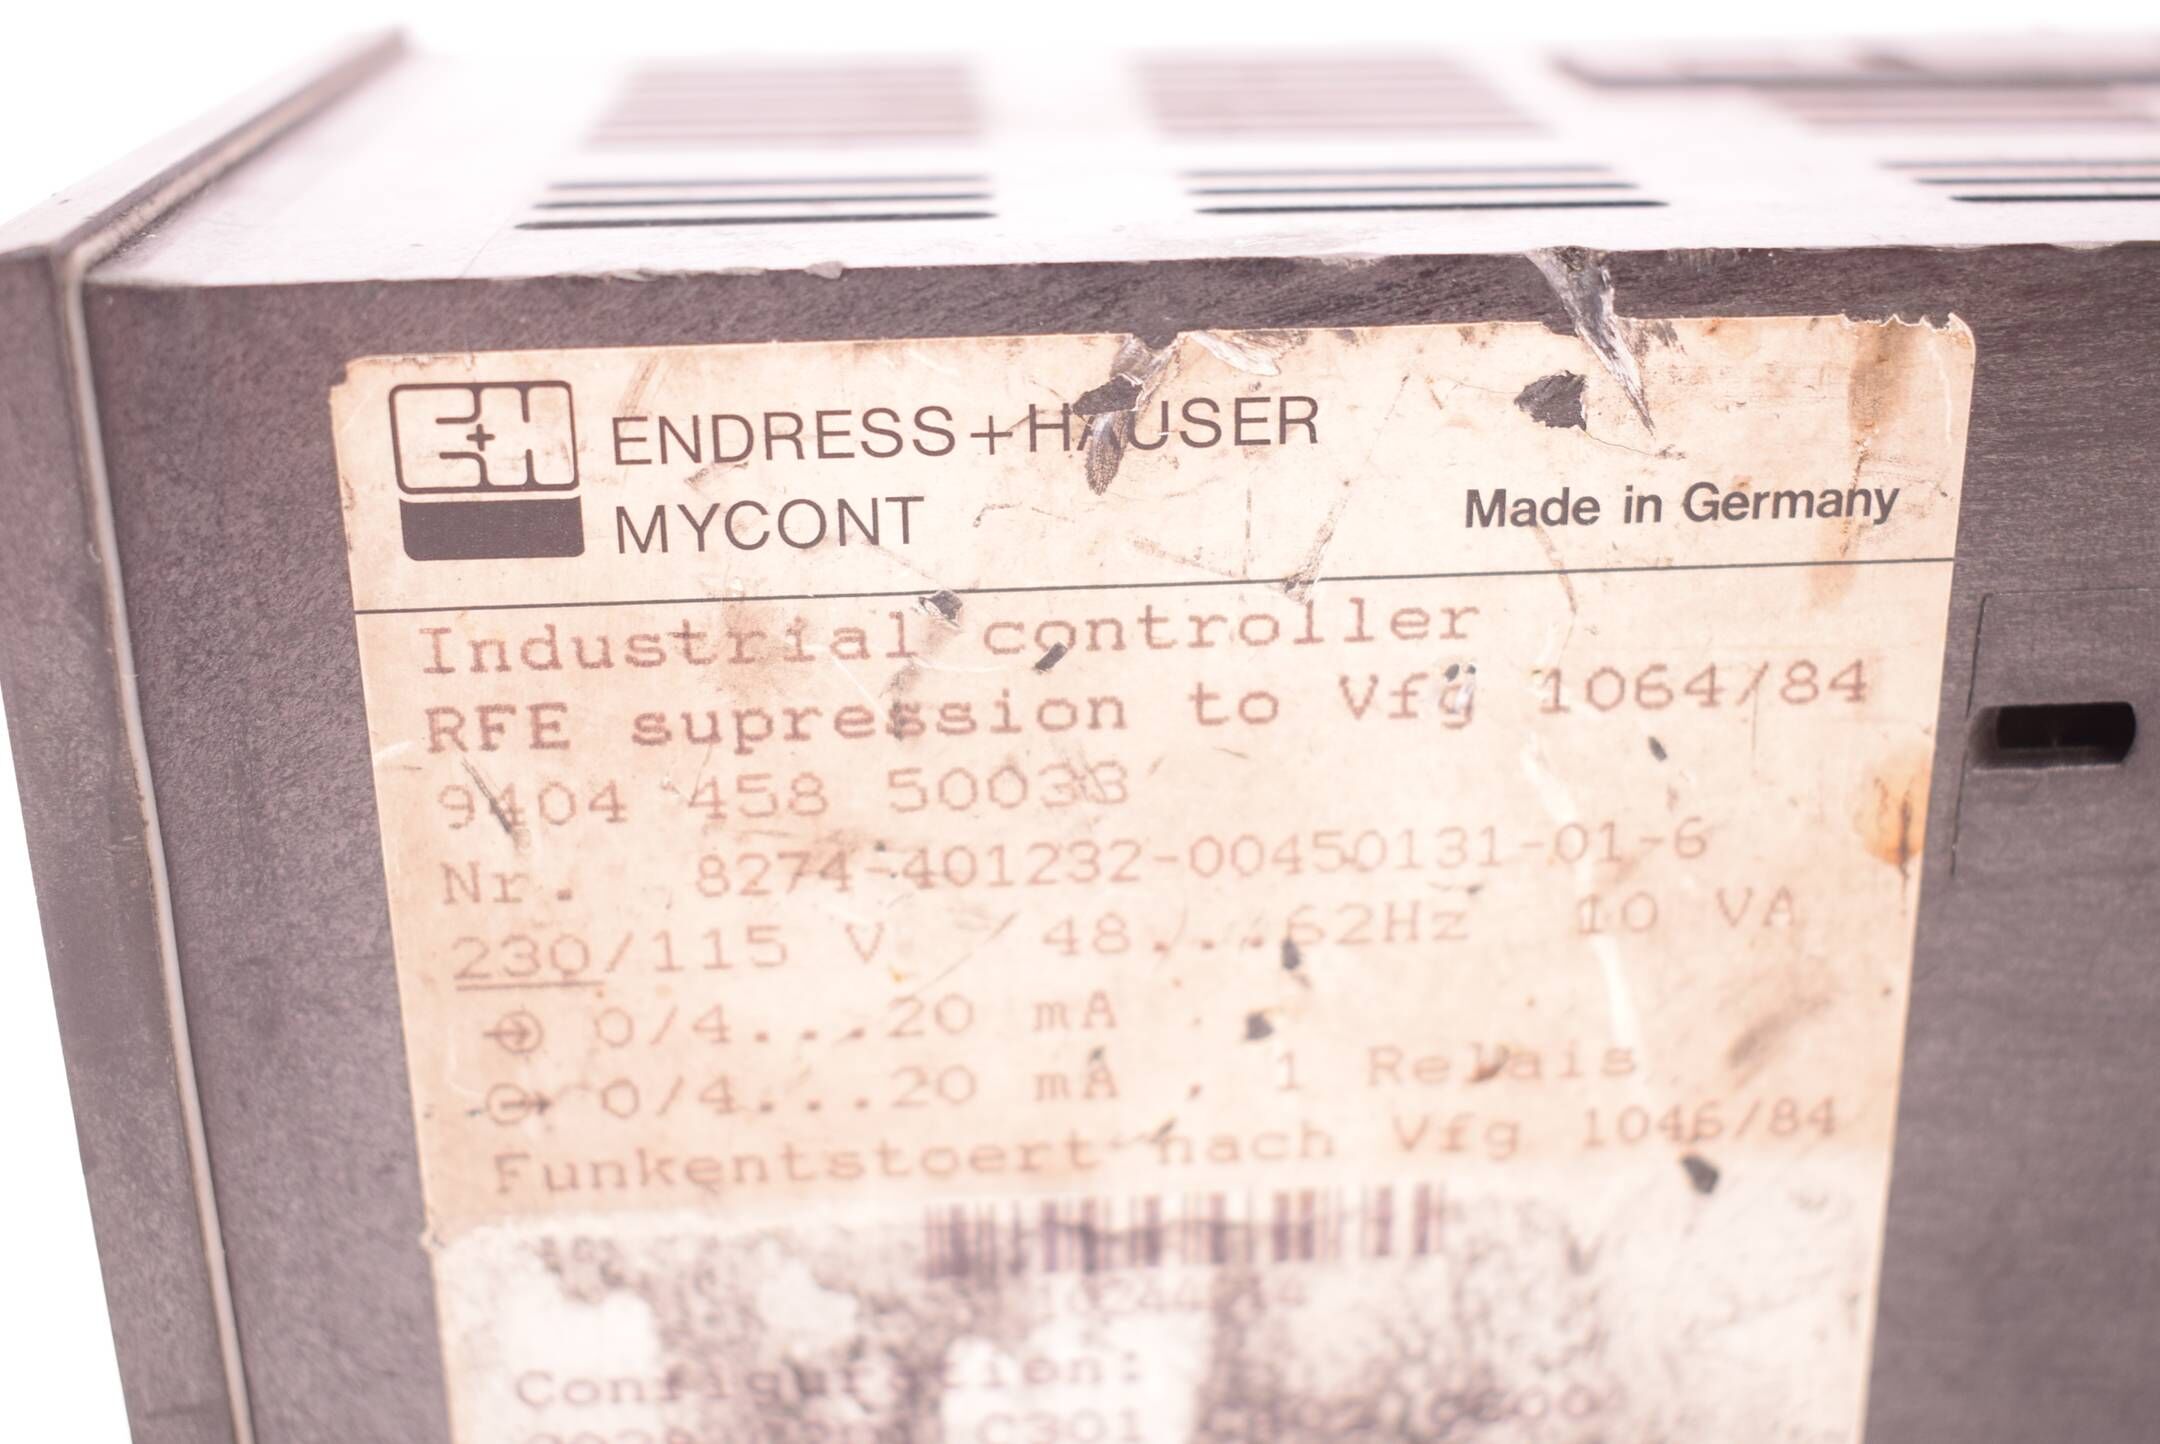 E+H
ENDRESS+HAUSER
MYCONT
Made in Germany
Industrial controller
RFE supression to Vfg 1064/84
9404 458 50033
Nr. 8274-401232-00450131-01-6
230/115 V 48...62Hz 10 VA
0/4...20 mA
0/4...20 mA , 1 Relais
Funkentstoert nach Vfg 1046/84
C301